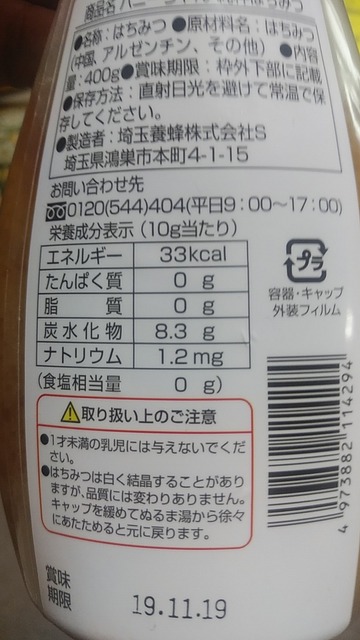 商品名
●名称：はちみつ ●原材料名：はちみつ
（中国、アルゼンチン、その他） ●内容
量：400g●賞味期限：枠外下部に記載
●保存方法：直射日光を避けて常温で保
存してください。
●製造者：埼玉養蜂株式会社S
埼玉県鴻巣市本町4-1-15
お問い合わせ先
0120(544)404(平日9：00〜17：00)
栄養成分表示（10g当たり）
エネルギー 33kcal
たんぱく質 0 g
脂質 0 g
炭水化物 8.3 g
ナトリウム 1.2mg
（食塩相当量 0 g）
プラ
容器・キャップ
外装フィルム
取り扱い上のご注意
●1才未満の乳児には与えないでくだ
さい。
●はちみつは白く結晶することがあり
ますが、品質には変わりありません。
キャップを緩めてぬるま湯から徐々
にあたためると元に戻ります。
4973882114294
賞味
期限
19.11.19